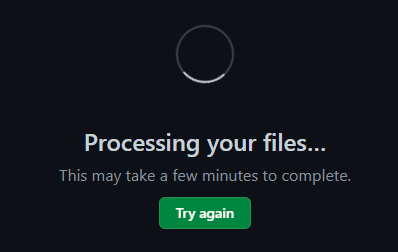 Processing your files...
This may take a few minutes to complete.
Try again